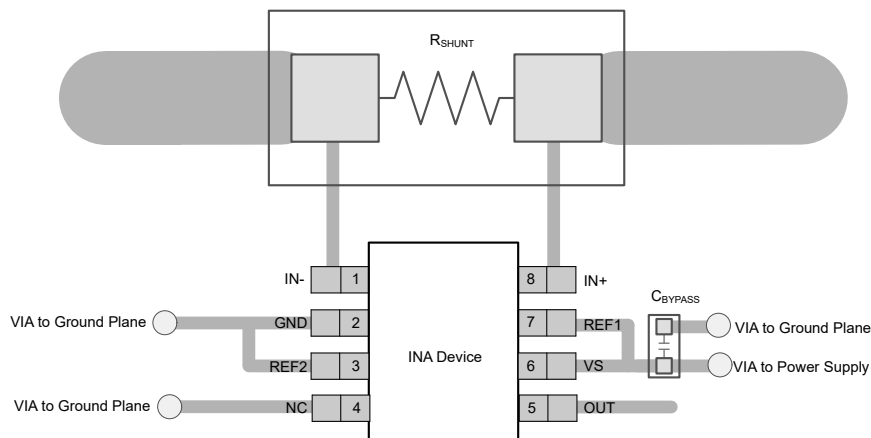 RSHUNT
IN- 1 8 IN+
CBYPASS
VIA to Ground Plane GND 2 7 REF1 VIA to Ground Plane
INA Device
REF2 3 6 VS VIA to Power Supply
VIA to Ground Plane NC 4 5 OUT